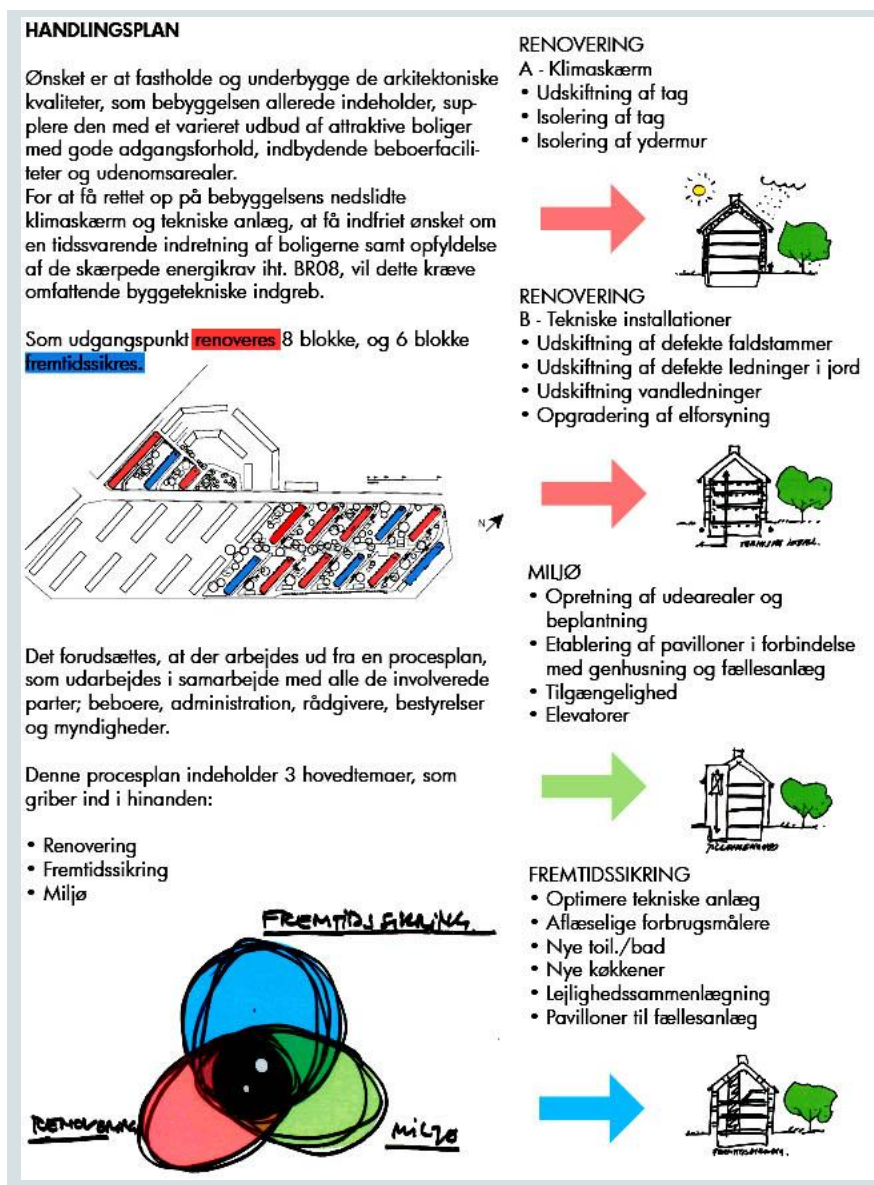 HANDLINGSPLAN
Ønsket er at fastholde og underbygge de arkitektoniske
kvaliteter, som bebyggelsen allerede indeholder, sup-
plere den med et varieret udbud af attraktive boliger
med gode adgangsforhold, indbydende beboerfacili-
teter og udenomsarealer.
For at få rettet op på bebyggelsens nedslidte
klimaskærm og tekniske anlæg, at få indfriet ønsket om
en tidssvarende indretning af boligerne samt opfyldelse
af de skærpede energikrav iht. BR08, vil dette kræve
omfattende byggetekniske indgreb.
Som udgangspunkt renoveres 8 blokke, og 6 blokke
fremtidssikres.
N
Det forudsættes, at der arbejdes ud fra en procesplan,
som udarbejdes i samarbejde med alle de involverede
parter; beboere, administration, rådgivere, bestyrelser
og myndigheder.
Denne procesplan indeholder 3 hovedtemaer, som
griber ind i hinanden:
• Renovering
• Fremtidssikring
• Miljø
FREMTIDSSIKRING
RENOVERING
MILJØ
RENOVERING
A - Klimaskærm
• Udskiftning af tag
• Isolering af tag
• Isolering af ydermur
RENOVERING
B - Tekniske installationer
• Udskiftning af defekte faldstammer
• Udskiftning af defekte ledninger i jord
• Udskiftning vandledninger
• Opgradering af elforsyning
MILJØ
• Opretning af udearealer og
beplantning
• Etablering af pavilloner i forbindelse
med genhusning og fællesanlæg
• Tilgængelighed
• Elevatorer
FREMTIDSSIKRING
• Optimere tekniske anlæg
• Aflæselige forbrugsmålere
• Nye toil./bad
• Nye køkkener
• Lejlighedssammenlægning
• Pavilloner til fællesanlæg